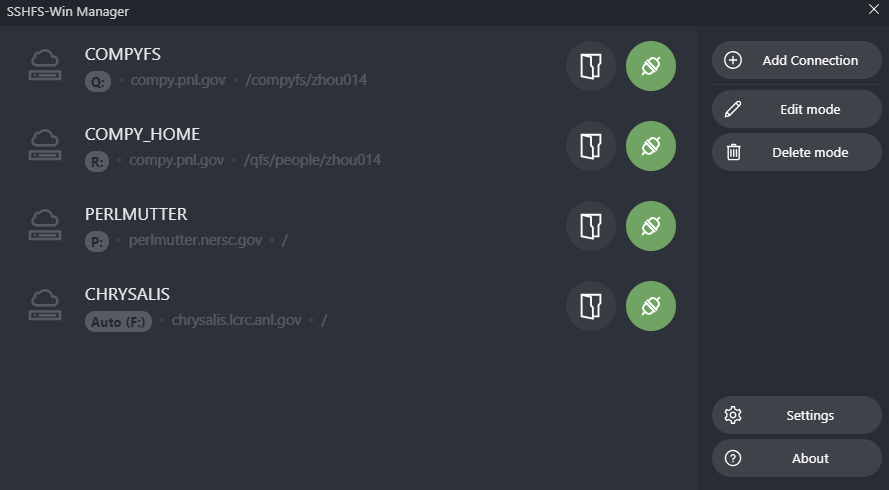 SSHFS-Win Manager
COMPYFS
Q: • compy.pnl.gov • /compyfs/zhou014
COMPY_HOME
R: • compy.pnl.gov • /qfs/people/zhou014
PERLMUTTER
P: • perlmutter.nersc.gov • /
CHRYSALIS
Auto (F:) • chrysalis.lcrc.anl.gov • /
Add Connection
Edit mode
Delete mode
Settings
About